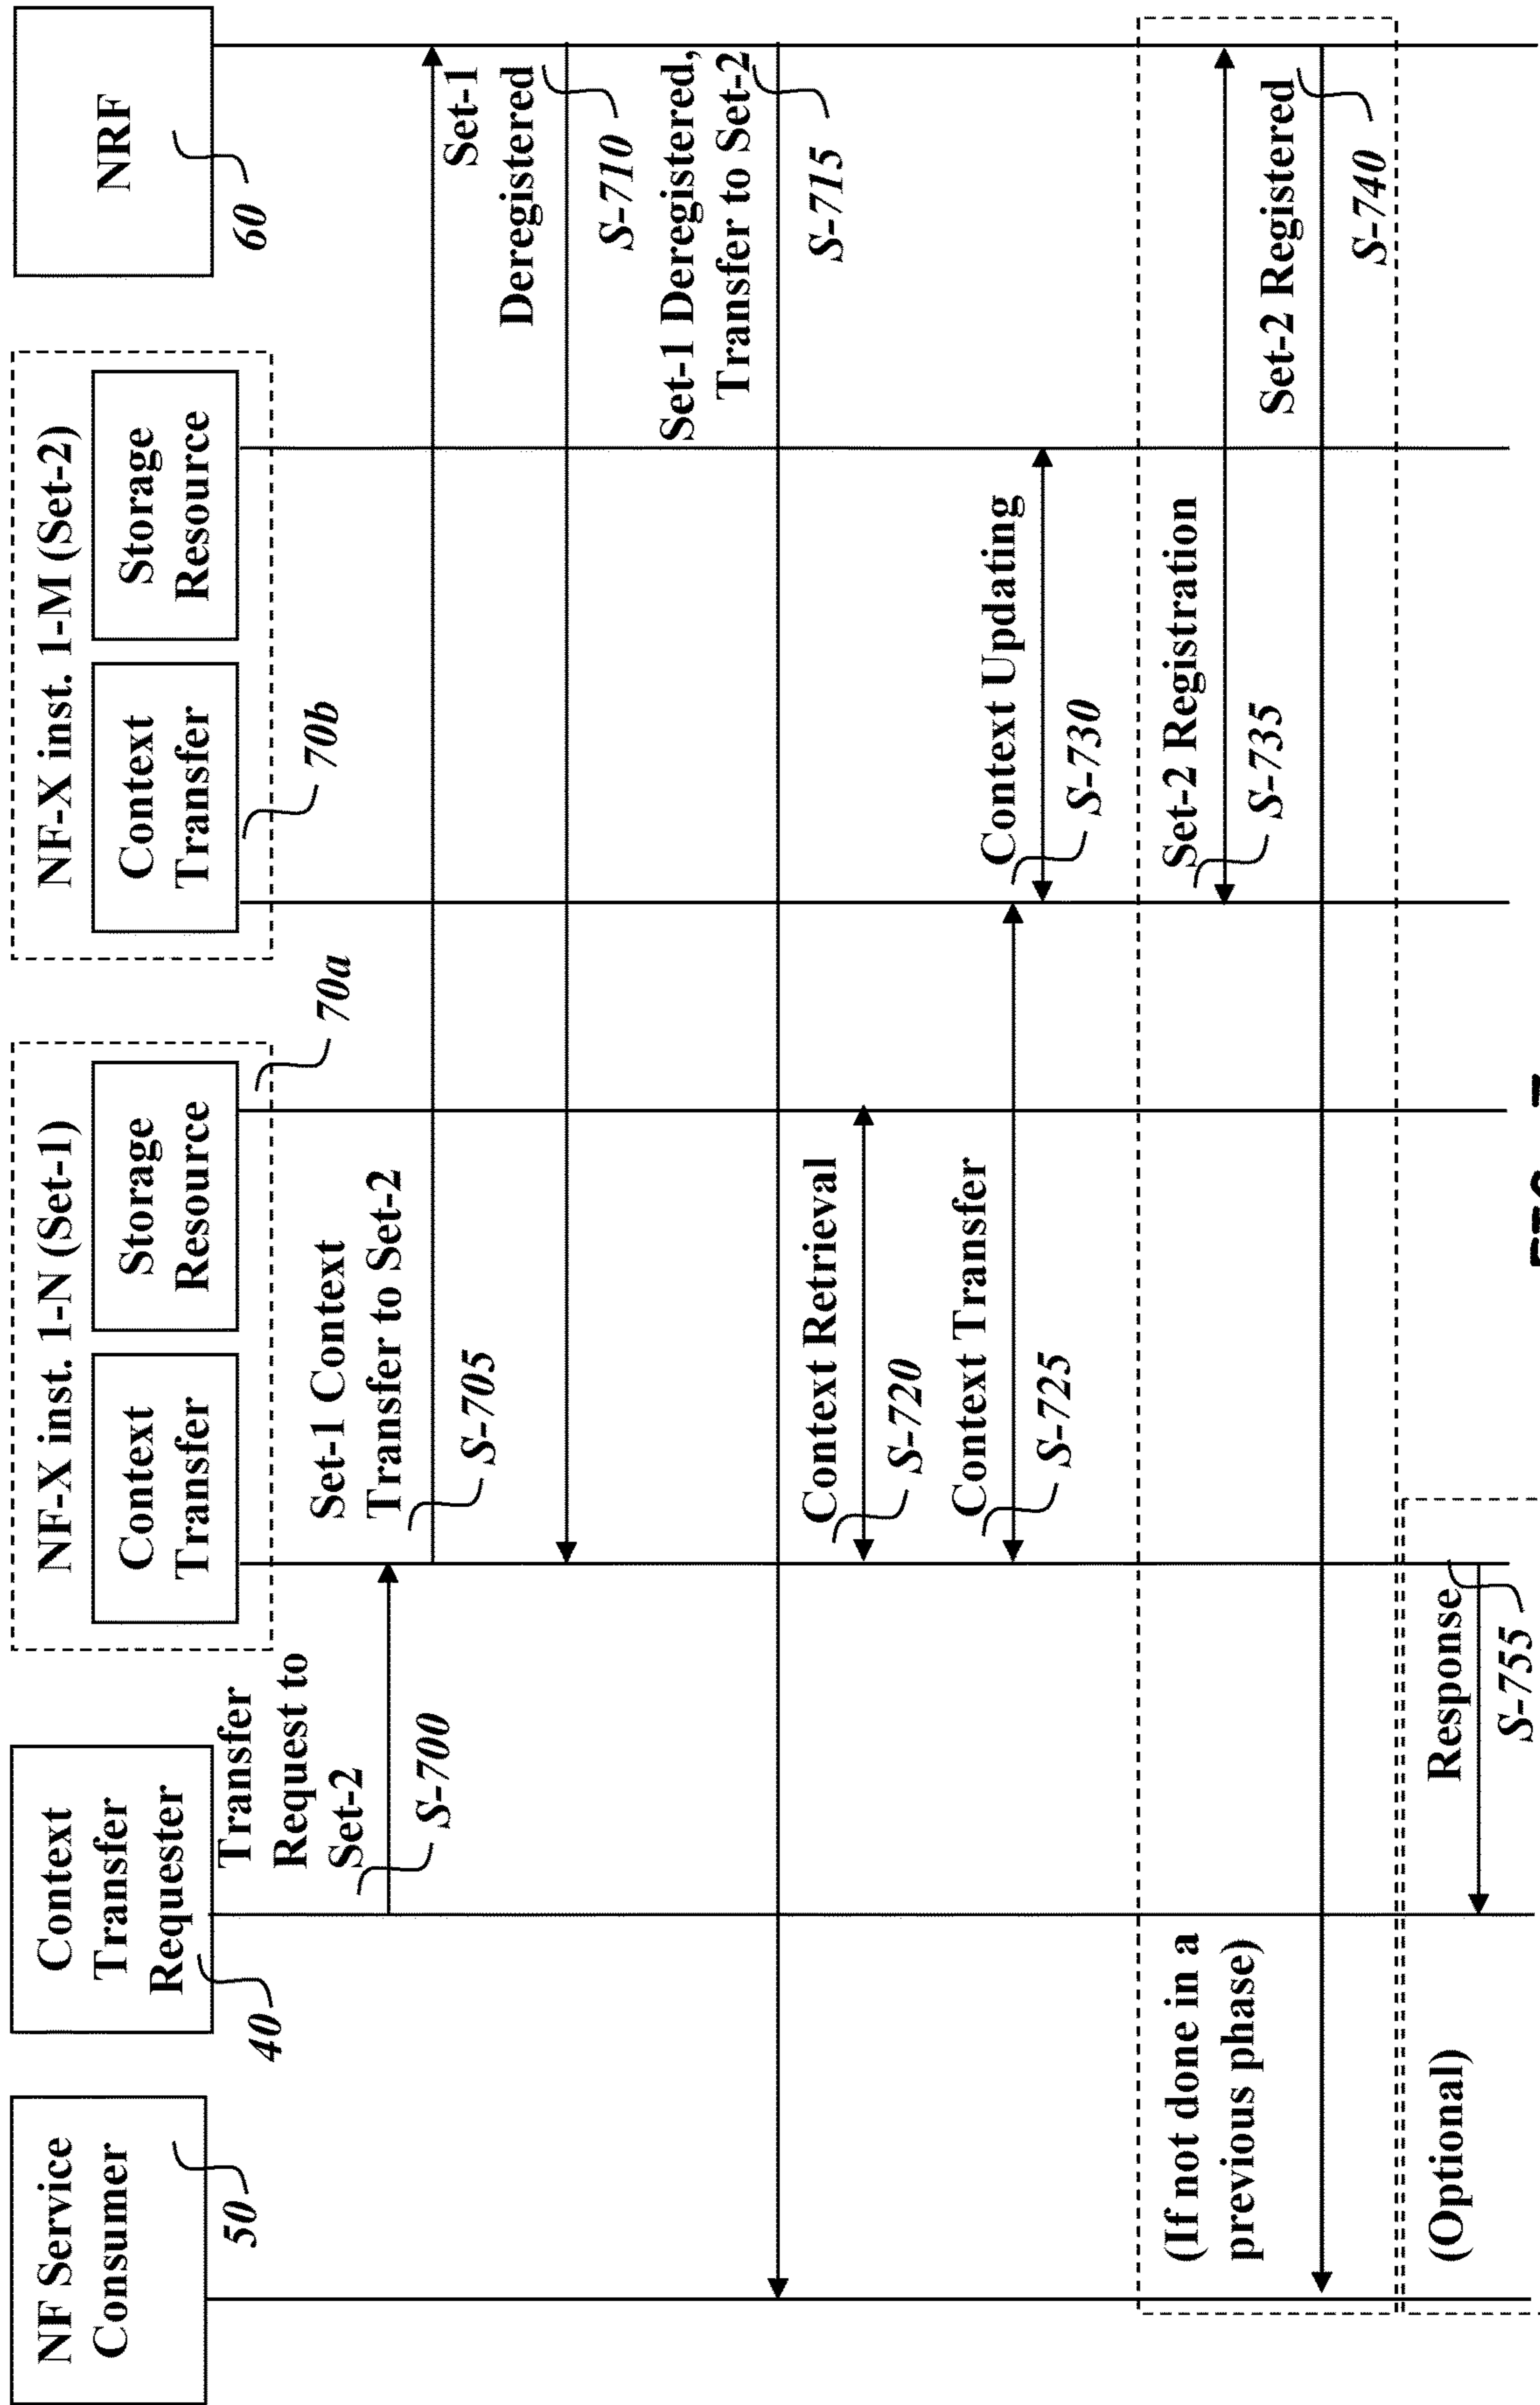 NF Service
Consumer
50
Context
Transfer
Requester
40
NF-X inst. 1-N (Set-1)
Context
Transfer
Storage
Resource
70a
NF-X inst. 1-M (Set-2)
Context
Transfer
Storage
Resource
70b
NRF
60
Transfer
Request to
Set-2
S-700
Set-1 Context
Transfer to Set-2
S-705
Set-1
Deregistered
S-710
Set-1 Deregistered,
Transfer to Set-2
S-715
Context Retrieval
S-720
Context Transfer
S-725
Context Updating
S-730
(If not done in a
previous phase)
Set-2 Registration
S-735
Set-2 Registered
S-740
(Optional)
Response
S-755